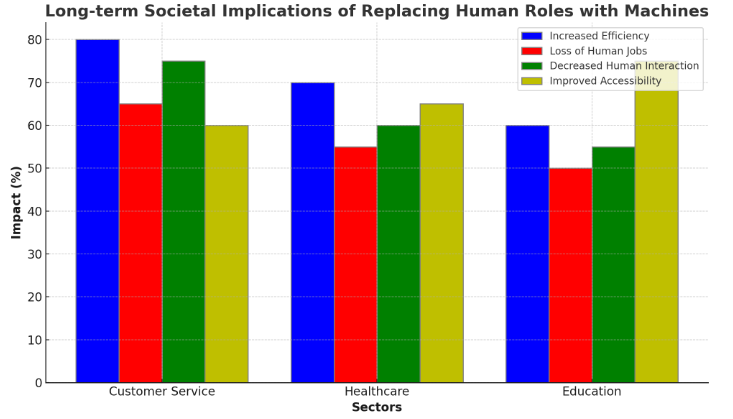 Long-term Societal Implications of Replacing Human Roles with Machines
Increased Efficiency
Loss of Human Jobs
Decreased Human Interaction
Improved Accessibility
Impact (%)
80
70
60
50
40
30
20
10
0
Customer Service
Healthcare
Education
Sectors